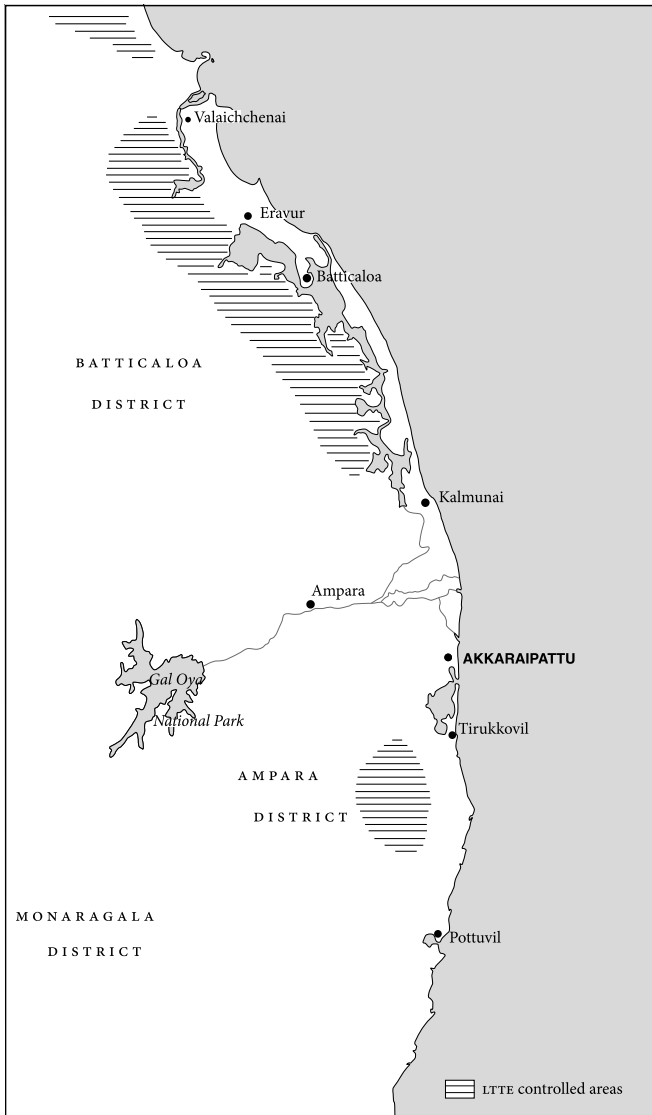 Valaichchenai
Eravur
Batticaloa
BATTICALOA
DISTRICT
Kalmunai
Ampara
AKKARAIPATTU
Gal Oya
National Park
Tirukkovil
AMPARA
DISTRICT
MONARAGALA
DISTRICT
Pottuvil
LTTE controlled areas